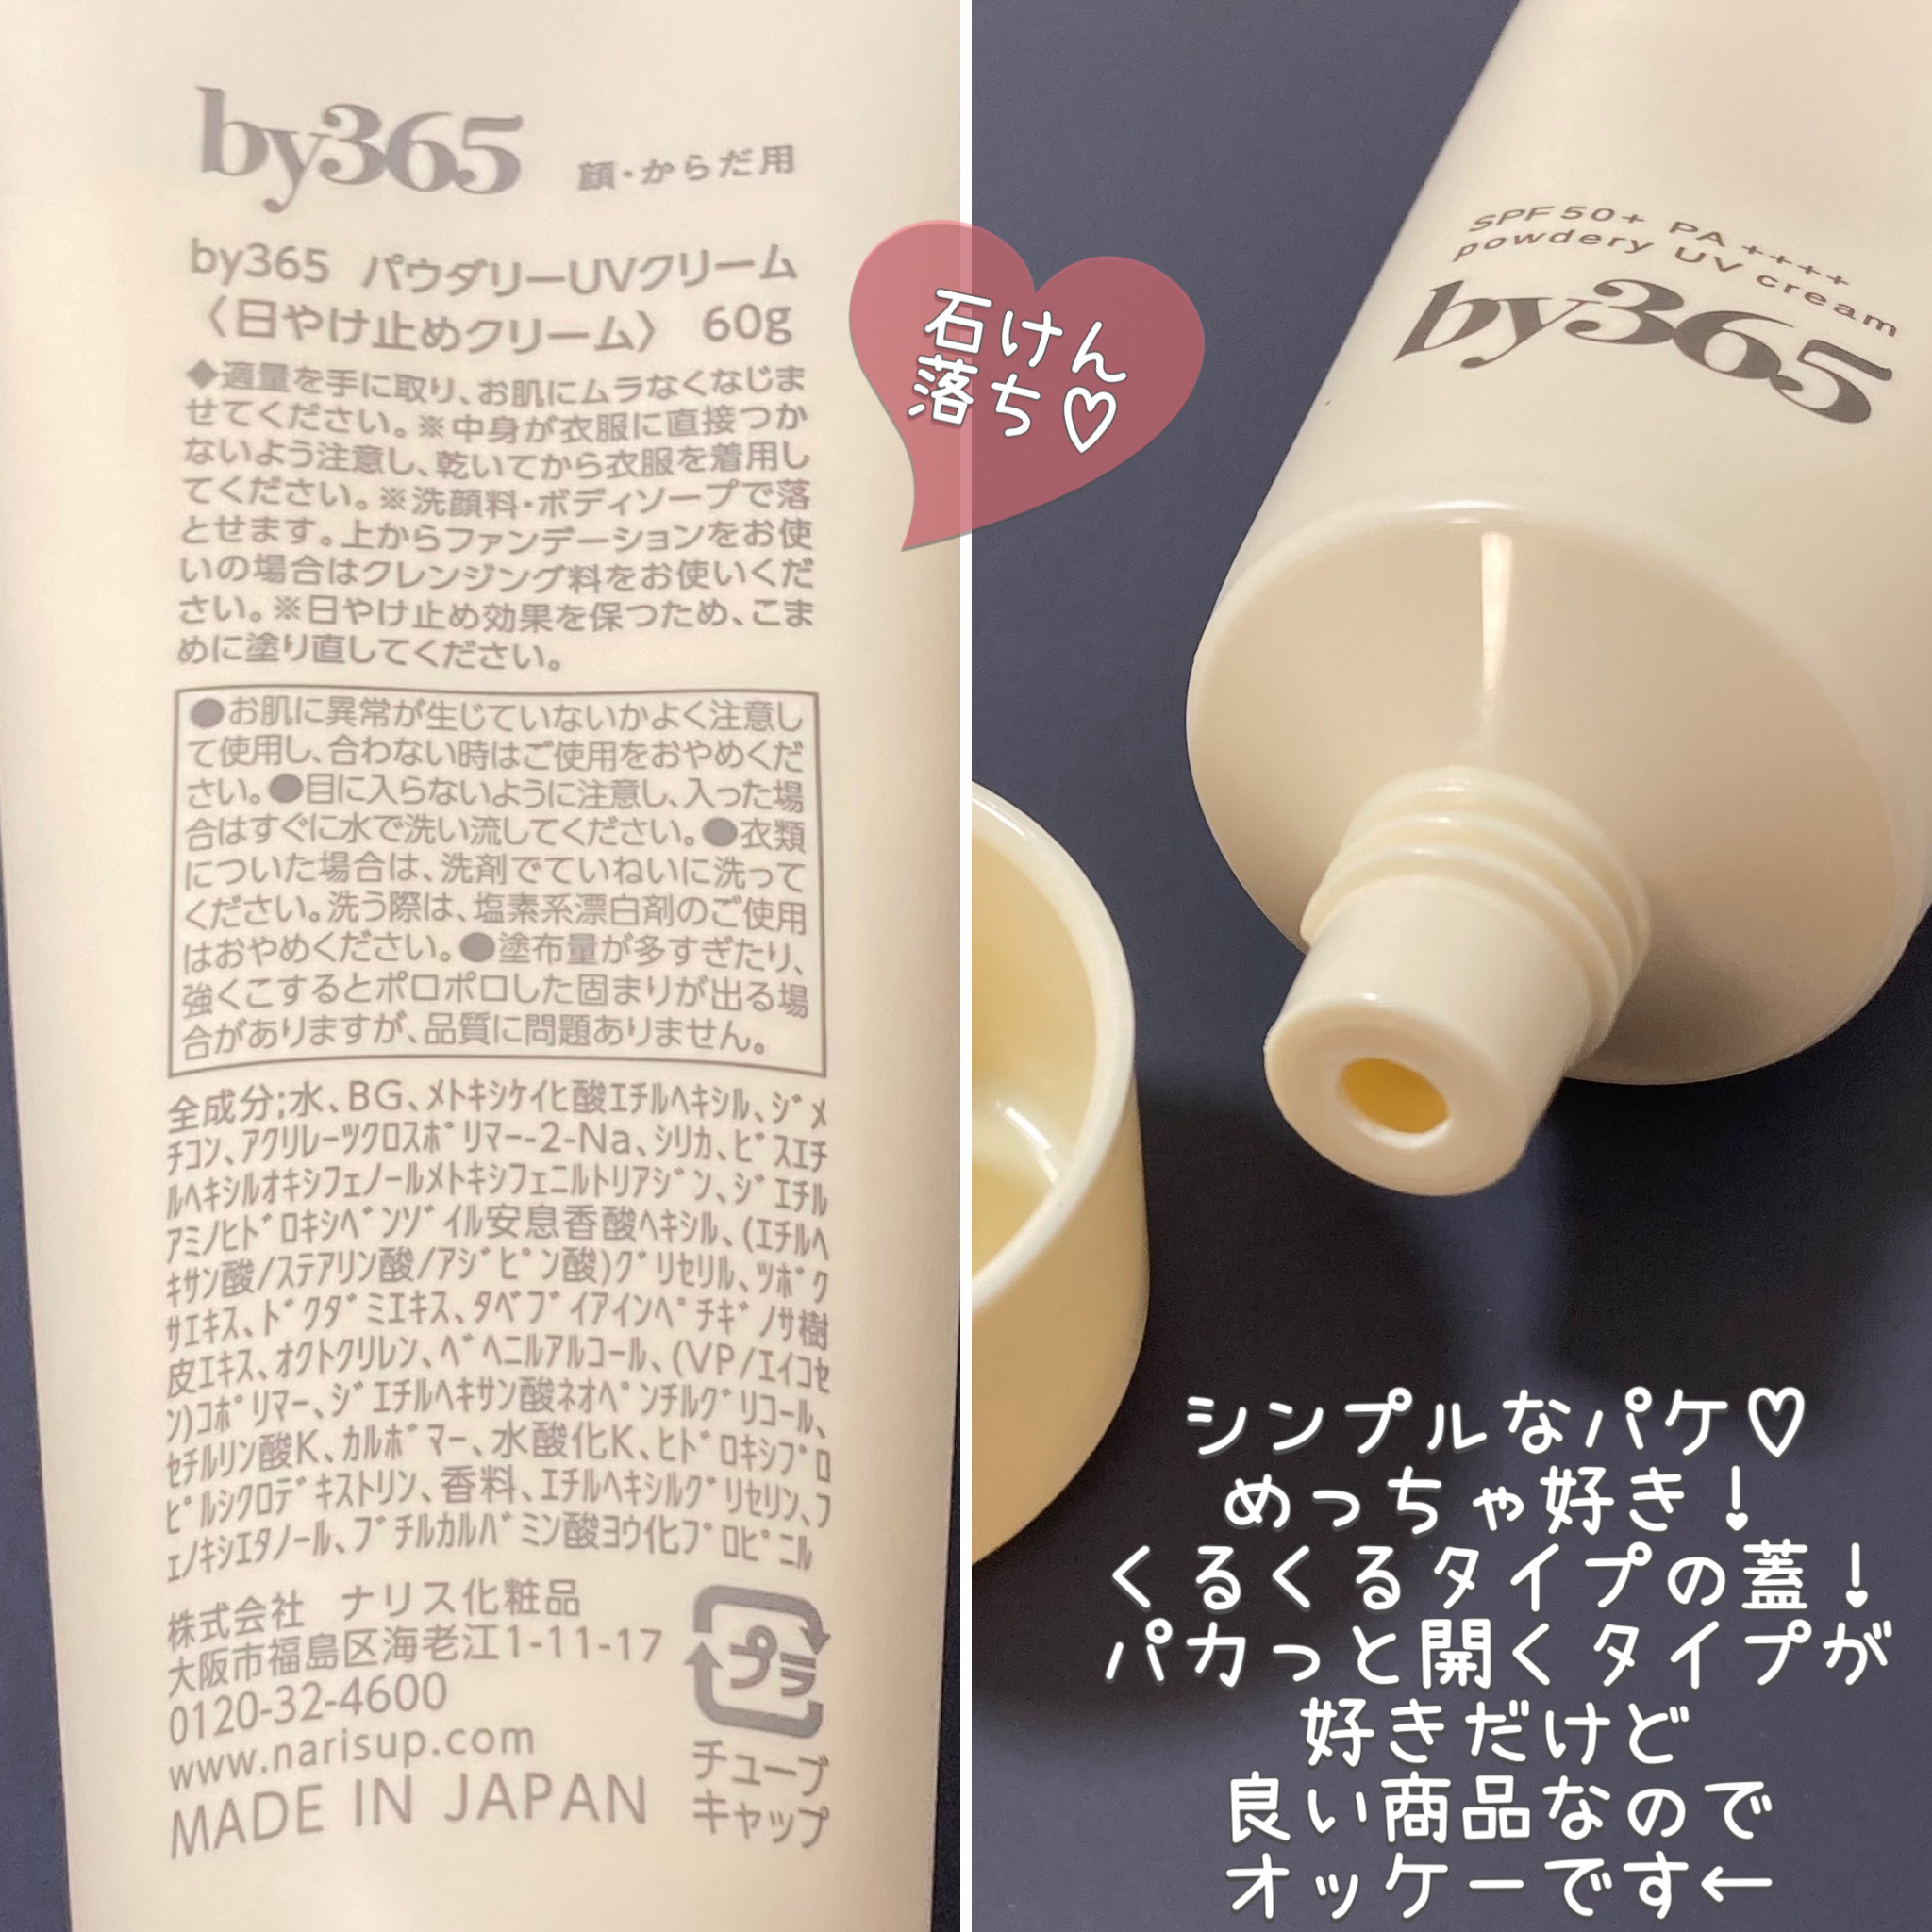 by365 顔・からだ用
by365 パウダリーUVクリーム
〈日やけ止めクリーム〉 60g
◆適量を手に取り、お肌にムラなくなじま
せてください。※中身が衣服に直接つか
ないよう注意し、乾いてから衣服を着用し
てください。※洗顔料・ボディソープで落
とせます。上からファンデーションをお使
いの場合はクレンジング料をお使いくだ
さい。※日やけ止め効果を保つため、こま
めに塗り直してください。
●お肌に異常が生じていないかよく注意し
て使用し、合わない時はご使用をおやめくだ
さい。●目に入らないように注意し、入った場
合はすぐに水で洗い流してください。●衣類
についた場合は、洗剤でていねいに洗って
ください。洗う際は、塩素系漂白剤のご使用
はおやめください。●塗布量が多すぎたり、
強くこするとポロポロした固まりが出る場
合がありますが、品質に問題ありません。
全成分;水、BG、ﾒﾄｷｼｹｲﾋ酸ｴﾁﾙﾍｷｼﾙ、ｼﾞﾒ
ﾁｺﾝ、ｱｸﾘﾚｰﾂｸﾛｽﾎﾟﾘﾏｰ-2-Na、ｼﾘｶ、ﾋﾞｽｴﾁ
ﾙﾍｷｼﾙｵｷｼﾌｪﾉｰﾙﾒﾄｷｼﾌｪﾆﾙﾄﾘｱｼﾞﾝ、ｼﾞｴﾁﾙ
ｱﾐﾉﾋﾄﾞﾛｷｼﾍﾞﾝｿﾞｲﾙ安息香酸ﾍｷｼﾙ、(ｴﾁﾙﾍ
ｷｻﾝ酸/ｽﾃｱﾘﾝ酸/ｱｼﾞﾋﾟﾝ酸)ｸﾞﾘｾﾘﾙ、ﾂﾎﾞｸ
ｻｴｷｽ、ﾄﾞｸﾀﾞﾐｴｷｽ、ﾀﾍﾞﾌﾞｲｱｲﾝﾍﾟﾁｷﾞﾉｻ樹
皮ｴｷｽ、ｵｸﾄｸﾘﾚﾝ、ﾍﾞﾍﾆﾙｱﾙｺｰﾙ、(VP/ｴｲｺｾ
ﾝ)ｺﾎﾟﾘﾏｰ、ｼﾞｴﾁﾙﾍｷｻﾝ酸ﾈｵﾍﾟﾝﾁﾙｸﾞﾘｺｰﾙ、
ｾﾁﾙﾘﾝ酸K、ｶﾙﾎﾞﾏｰ、水酸化K、ﾋﾄﾞﾛｷｼﾌﾟﾛ
ﾋﾟﾙｼｸﾛﾃﾞｷｽﾄﾘﾝ、香料、ｴﾁﾙﾍｷｼﾙｸﾞﾘｾﾘﾝ、ﾌ
ｪﾉｷｼｴﾀﾉｰﾙ、ﾌﾞﾁﾙｶﾙﾊﾞﾐﾝ酸ﾖｳ化ﾌﾟﾛﾋﾟﾆﾙ
株式会社 ナリス化粧品
大阪市福島区海老江1-11-17
0120-32-4600
www.narisup.com
MADE IN JAPAN
プラ
チューブ
キャップ
石けん
落ち♡
SPF50+ PA++++
powdery UV cream
by365
シンプルなパケ♡
めっちゃ好き！
くるくるタイプの蓋！
パカっと開くタイプが
好きだけど
良い商品なので
オッケーです←